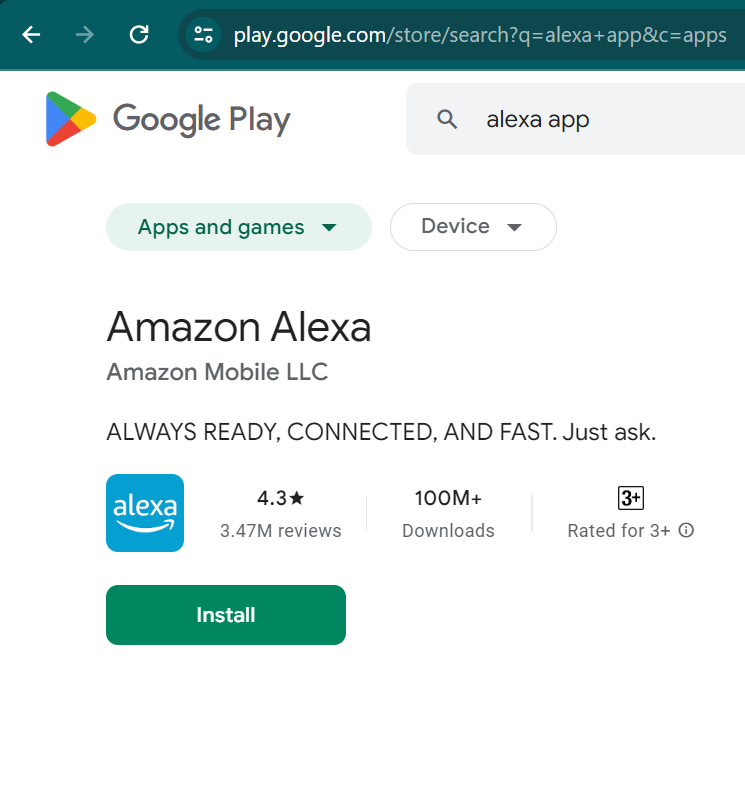 play.google.com/store/search?q=alexa+app&c=apps
Google Play
alexa app
Apps and games
Device
Amazon Alexa
Amazon Mobile LLC
ALWAYS READY, CONNECTED, AND FAST. Just ask.
alexa
4.3★
100M+
3+
3.47M reviews
Downloads
Rated for 3+
Install